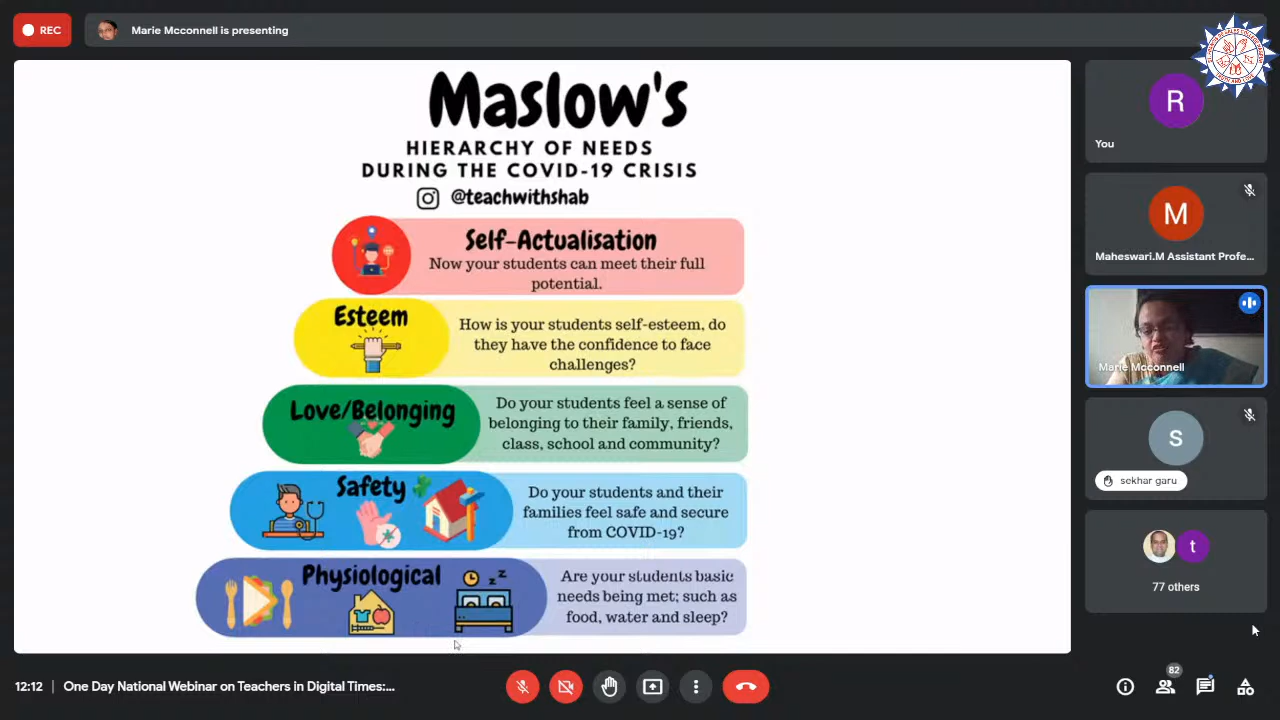 REC
Marie Mcconnell is presenting
Maslow's
HIERARCHY OF NEEDS
DURING THE COVID-19 CRISIS
@teachwithshab
Self-Actualisation
Now your students can meet their full
potential.
Esteem
How is your students self-esteem, do
they have the confidence to face
challenges?
Love/Belonging
Do your students feel a sense of
belonging to their family, friends,
class, school and community?
Safety
Do your students and their
families feel safe and secure
from COVID-19?
Physiological
z z
Are your students basic
needs being met; such as
food, water and sleep?
R
You
M
Maheswari.M Assistant Profe...
Marie Mcconnell
s
sekhar garu
t
77 others
12:12 | One Day National Webinar on Teachers in Digital Times:...
82